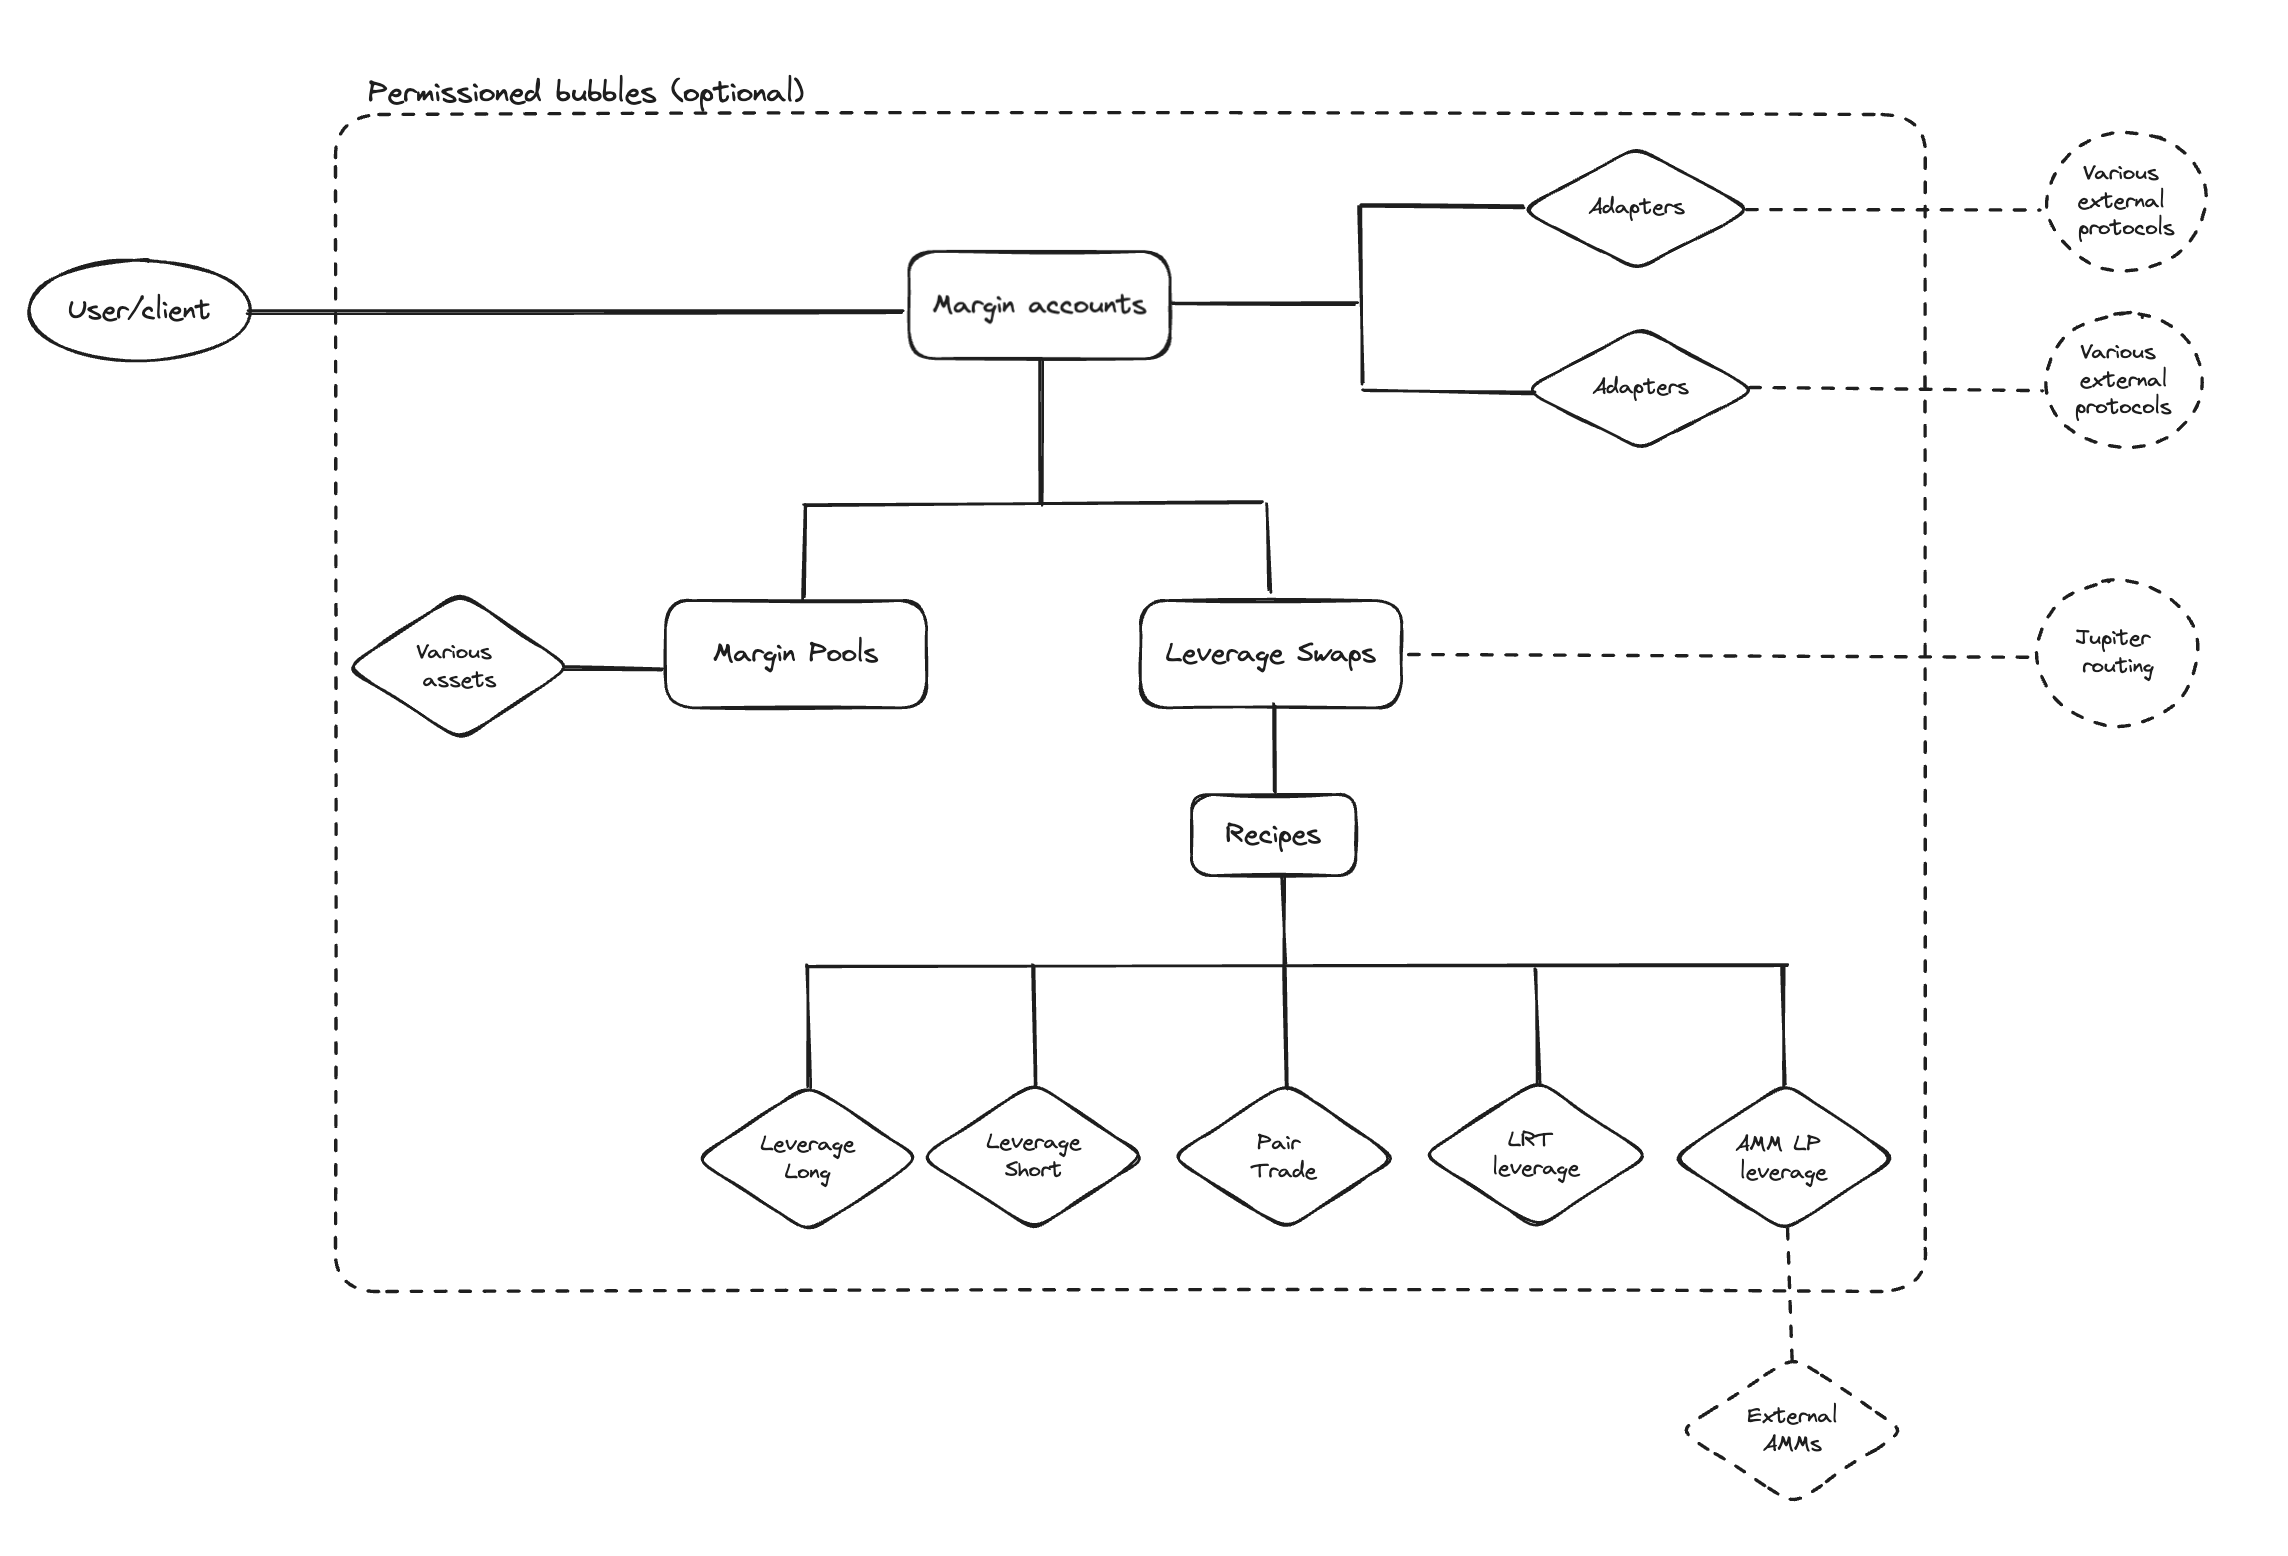 Permissioned bubbles (optional)
Various
external
protocols
Adapters
User/client
Margin accounts
Various
external
protocols
Adapters
Various
assets
Margin Pools
Leverage Swaps
Jupiter
routing
Recipes
Leverage
Long
Leverage
Short
Pair
Trade
LRT
leverage
AMM LP
leverage
External
AMMs